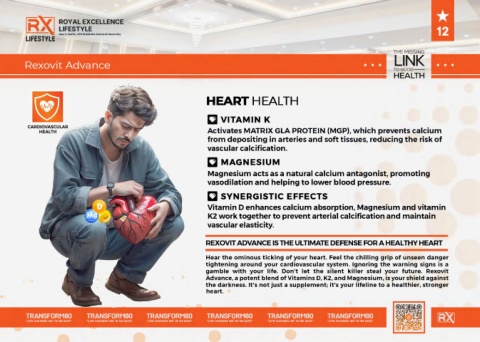 RX
LIFESTYLE
ROYAL EXCELLENCE
LIFESTYLE
12
Rexovit Advance
THE MISSING
LINK
HEALTH
CARDIOVASCULAR
HEALTH
HEART HEALTH
VITAMIN K
Activates MATRIX GLA PROTEIN (MGP), which prevents calcium
from depositing in arteries and soft tissues, reducing the risk of
vascular calcification.
MAGNESIUM
Magnesium acts as a natural calcium antagonist, promoting
vasodilation and helping to lower blood pressure.
SYNERGISTIC EFFECTS
Vitamin D enhances calcium absorption, Magnesium and vitamin
K2 work together to prevent arterial calcification and maintain
vascular elasticity.
D
Mg
REXOVIT ADVANCE IS THE ULTIMATE DEFENSE FOR A HEALTHY HEART
Hear the ominous ticking of your heart. Feel the chilling grip of unseen danger
tightening around your cardiovascular system. Ignoring the warning signs is a
gamble with your life. Don't let the silent killer steal your future. Rexovit
Advance, a potent blend of Vitamins D, K2, and Magnesium, is your shield against
the darkness. It's not just a supplement; it's your lifeline to a healthier, stronger
heart.
TRANSFORM180 TRANSFORM180 TRANSFORM180 TRANSFORM180 TRANSFORM180 TRANSFORM180
RX